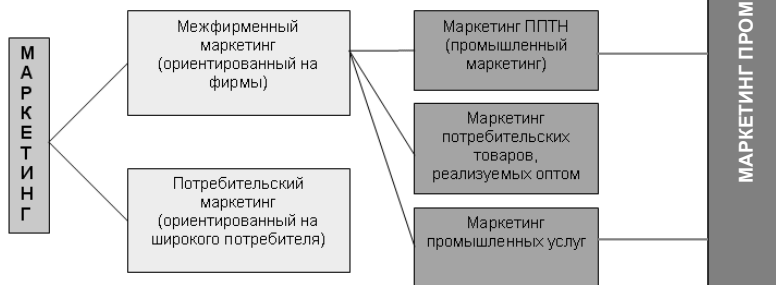 МАРКЕТИНГ
Межфирменный
маркетинг
(ориентированный на
фирмы)
Потребительский
маркетинг
(ориентированный на
широкого потребителя)
Маркетинг ППТН
(промышленный
маркетинг)
Маркетинг
потребительских
товаров,
реализуемых оптом
Маркетинг
промышленных услуг
МАРКЕТИНГ ПРОМ